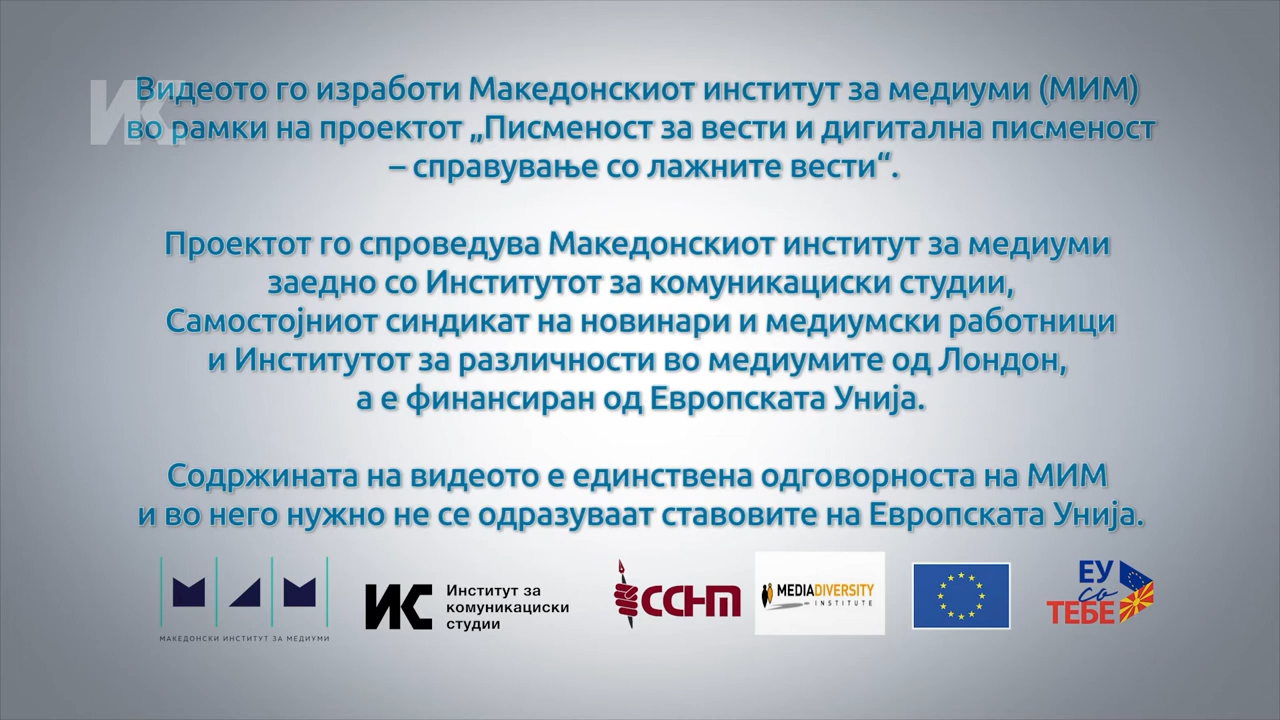 Видеото го изработи Македонскиот институт за медиуми (МИМ)
во рамки на проектот „Писменост за вести и дигитална писменост
– справување со лажните вести“.
Проектот го спроведува Македонскиот институт за медиуми
заедно со Институтот за комуникациски студии,
Самостојниот синдикат на новинари и медиумски работници
и Институтот за различности во медиумите од Лондон,
а е финансиран од Европската Унија.
Содржината на видеото е единствена одговорноста на МИМ
и во него нужно не се одразуваат ставовите на Европската Унија.
МИМ
МАКЕДОНСКИ ИНСТИТУТ ЗА МЕДИУМИ
ИК
Институт за
комуникациски
студии
ССНМ
MEDIADIVERSITY
INSTITUTE
ЕУ
со
ТЕБЕ
ИК